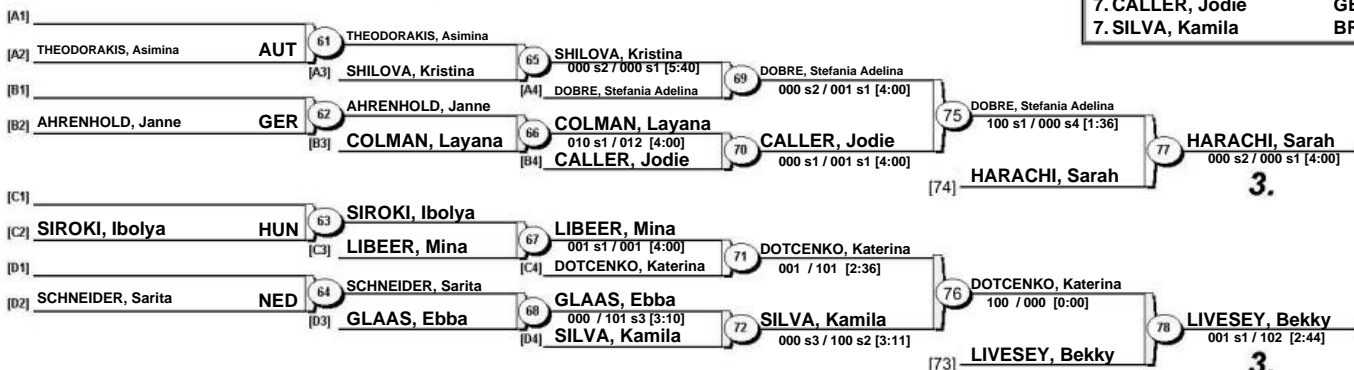 7. CALLER, Jodie GE
7. SILVA, Kamila BR
[A1]
[A2] THEODORAKIS, Asimina AUT
61 THEODORAKIS, Asimina
[A3] SHILOVA, Kristina
65 SHILOVA, Kristina
000 s2 / 000 s1 [5:40]
[A4] DOBRE, Stefania Adelina
69 DOBRE, Stefania Adelina
000 s2 / 001 s1 [4:00]
[B1]
[B2] AHRENHOLD, Janne GER
62 AHRENHOLD, Janne
[B3] COLMAN, Layana
66 COLMAN, Layana
010 s1 / 012 [4:00]
[B4] CALLER, Jodie
70 CALLER, Jodie
000 s1 / 001 s1 [4:00]
75 DOBRE, Stefania Adelina
100 s1 / 000 s4 [1:36]
[74] HARACHI, Sarah
77 HARACHI, Sarah
000 s2 / 000 s1 [4:00]
3.
[C1]
[C2] SIROKI, Ibolya HUN
63 SIROKI, Ibolya
[C3] LIBEER, Mina
67 LIBEER, Mina
001 s1 / 001 [4:00]
[C4] DOTCENKO, Katerina
71 DOTCENKO, Katerina
001 / 101 [2:36]
[D1]
[D2] SCHNEIDER, Sarita NED
64 SCHNEIDER, Sarita
[D3] GLAAS, Ebba
68 GLAAS, Ebba
000 / 101 s3 [3:10]
[D4] SILVA, Kamila
72 SILVA, Kamila
000 s3 / 100 s2 [3:11]
76 DOTCENKO, Katerina
100 / 000 [0:00]
[73] LIVESEY, Bekky
78 LIVESEY, Bekky
001 s1 / 102 [2:44]
3.